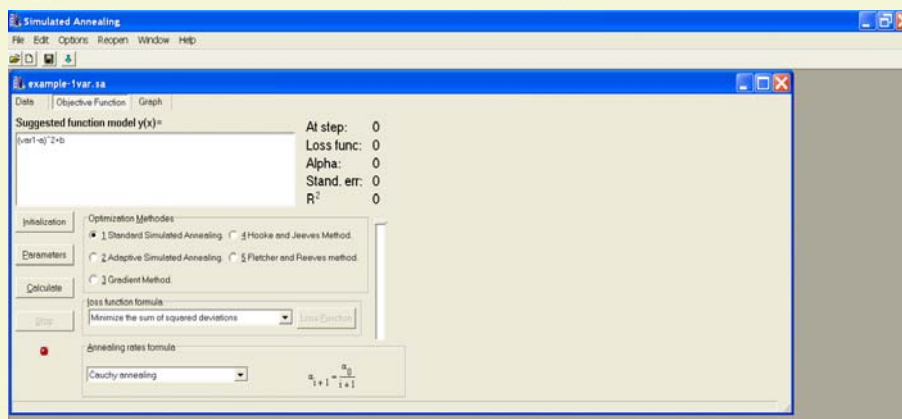 Simulated Annealing
File Edit Options Reopen Window Help
example-1var.sa
Data Objective Function Graph
Suggested function model y(x)=
(var1-a)^2+b
At step: 0
Loss func: 0
Alpha: 0
Stand. err: 0
R² 0
Initialization
Parameters
Calculate
Stop
Optimization Methodes
1 Standard Simulated Annealing. 4 Hooke and Jeeves Method.
2 Adaptive Simulated Annealing. 5 Fletcher and Reeves method.
3 Gradient Method.
loss function formula
Minimize the sum of squared deviations Loss Function
Annealing rates formula
Cauchy annealing
α i+1 = α0 / i+1